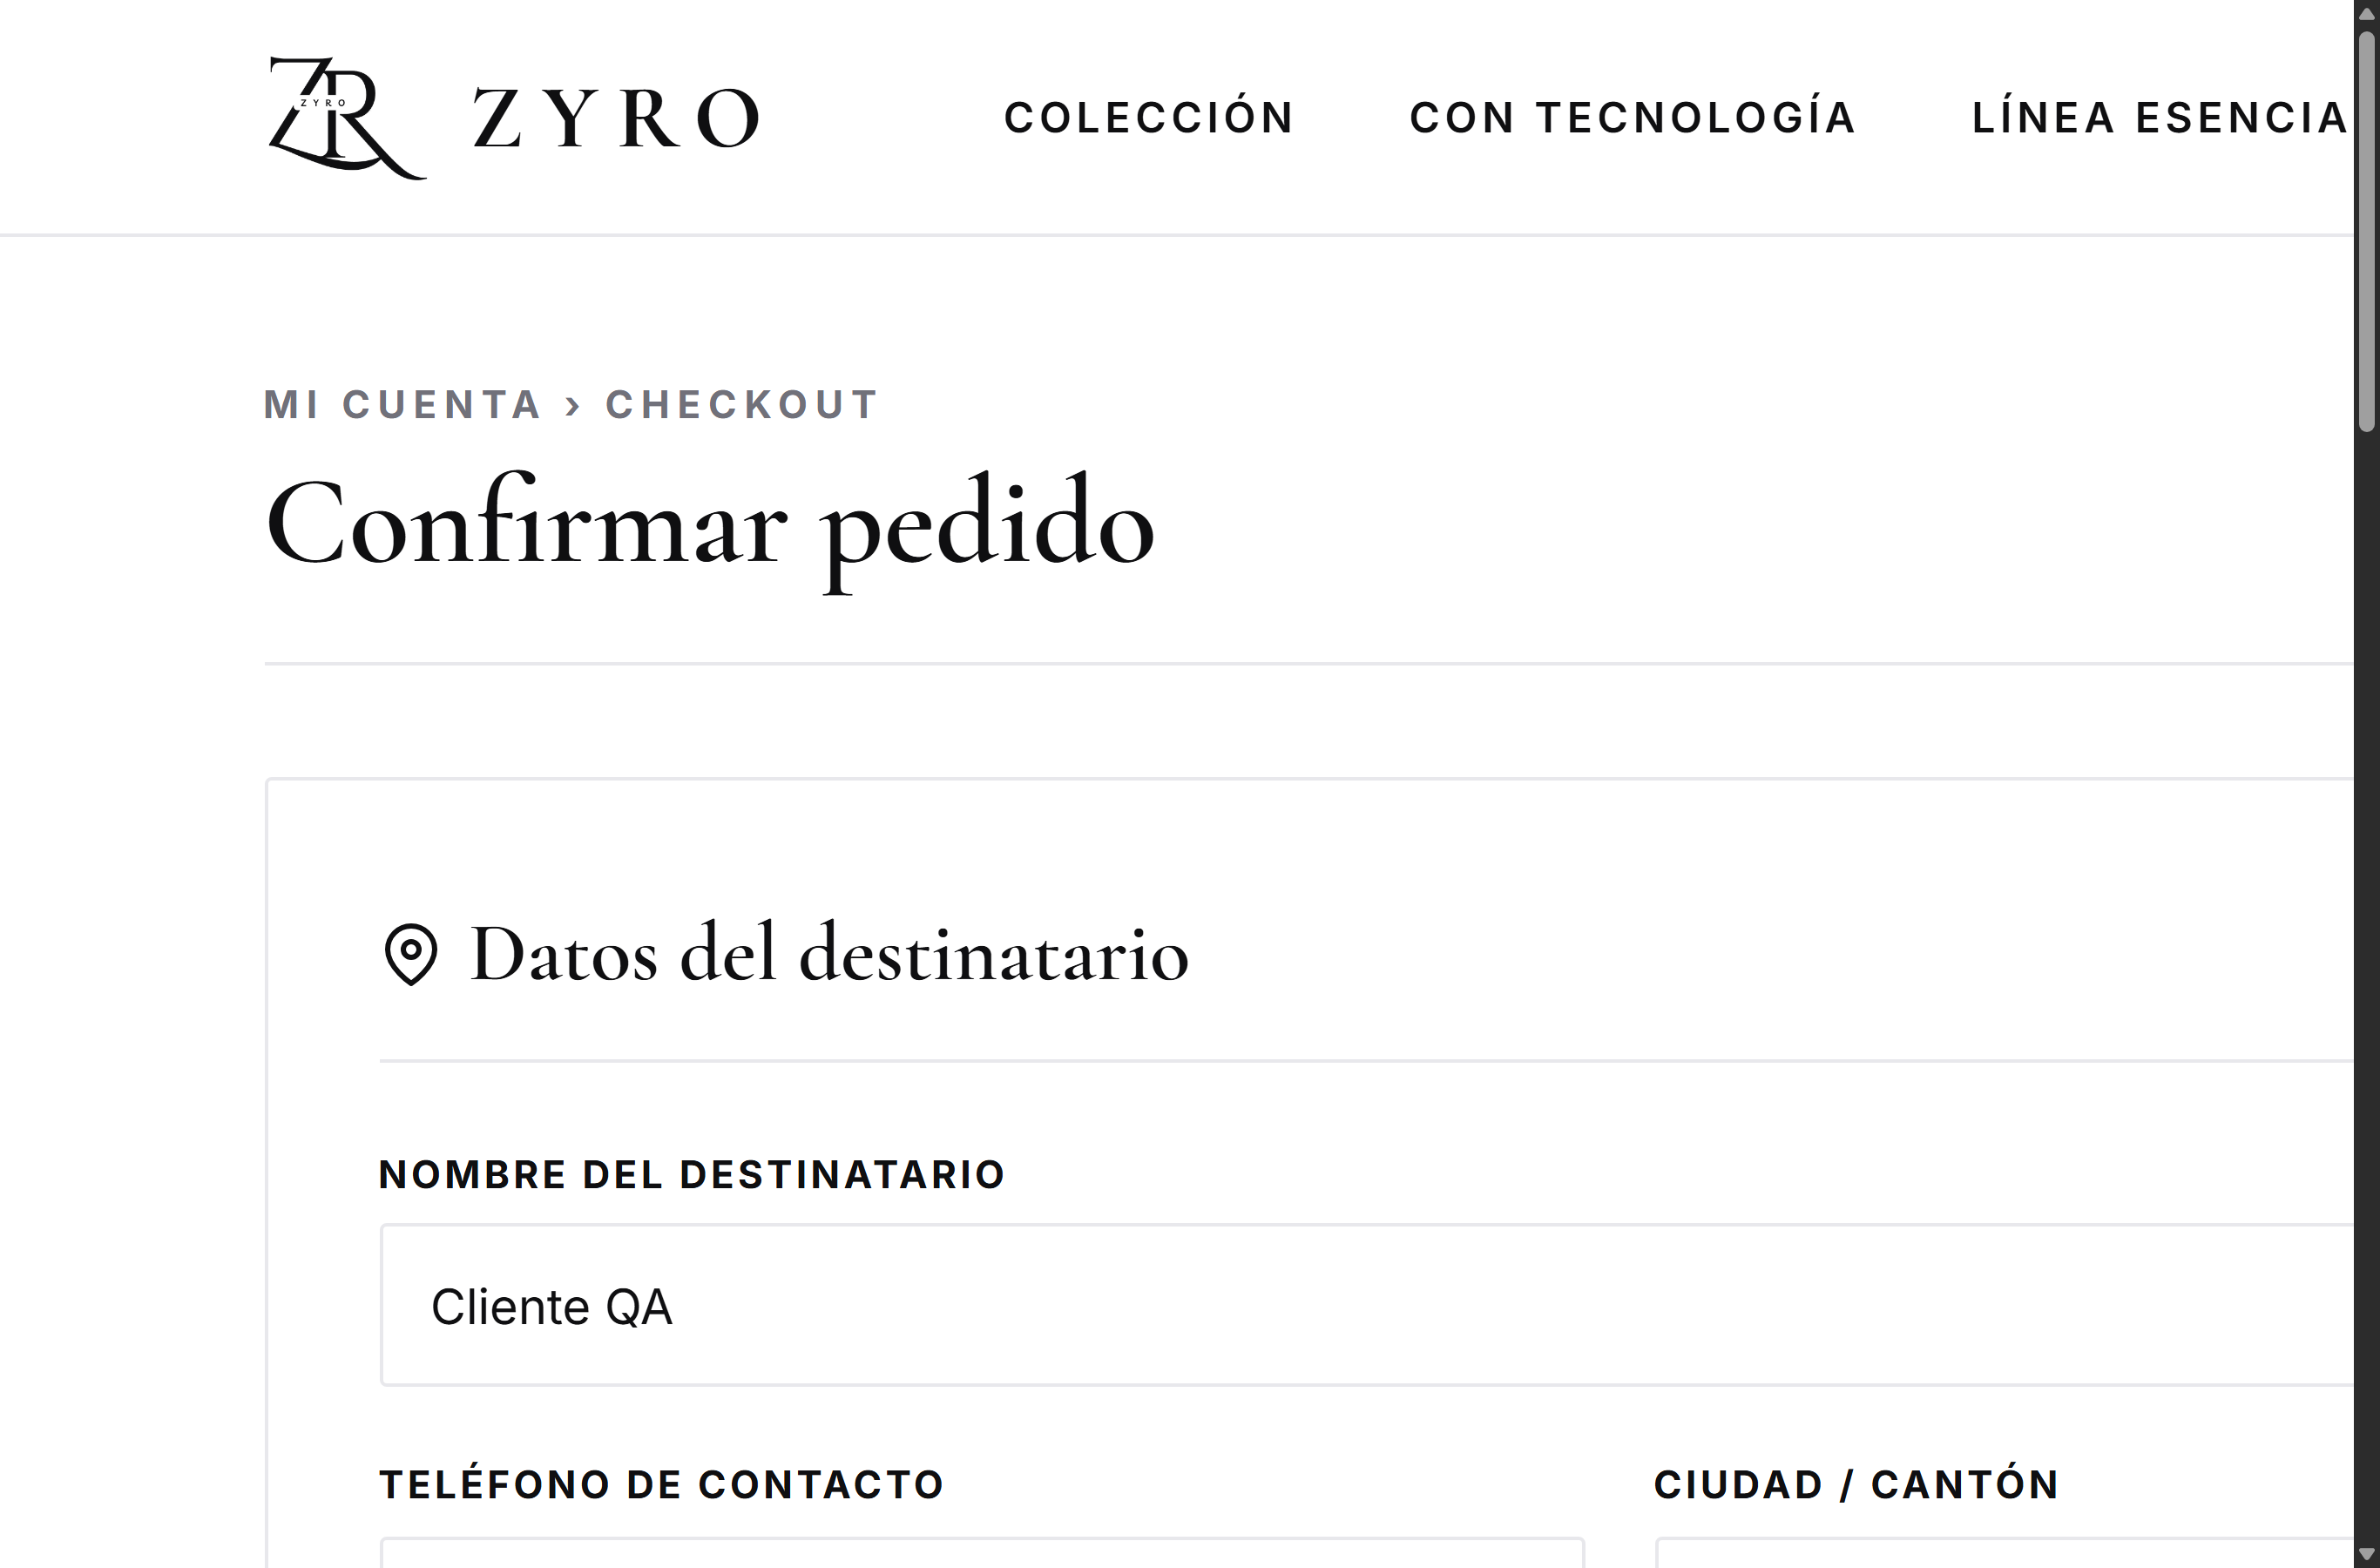 ZYRO
ZYRO
COLECCIÓN
CON TECNOLOGÍA
LÍNEA ESENCIA
MI CUENTA › CHECKOUT
Confirmar pedido
Datos del destinatario
NOMBRE DEL DESTINATARIO
Cliente QA
TELÉFONO DE CONTACTO
CIUDAD / CANTÓN